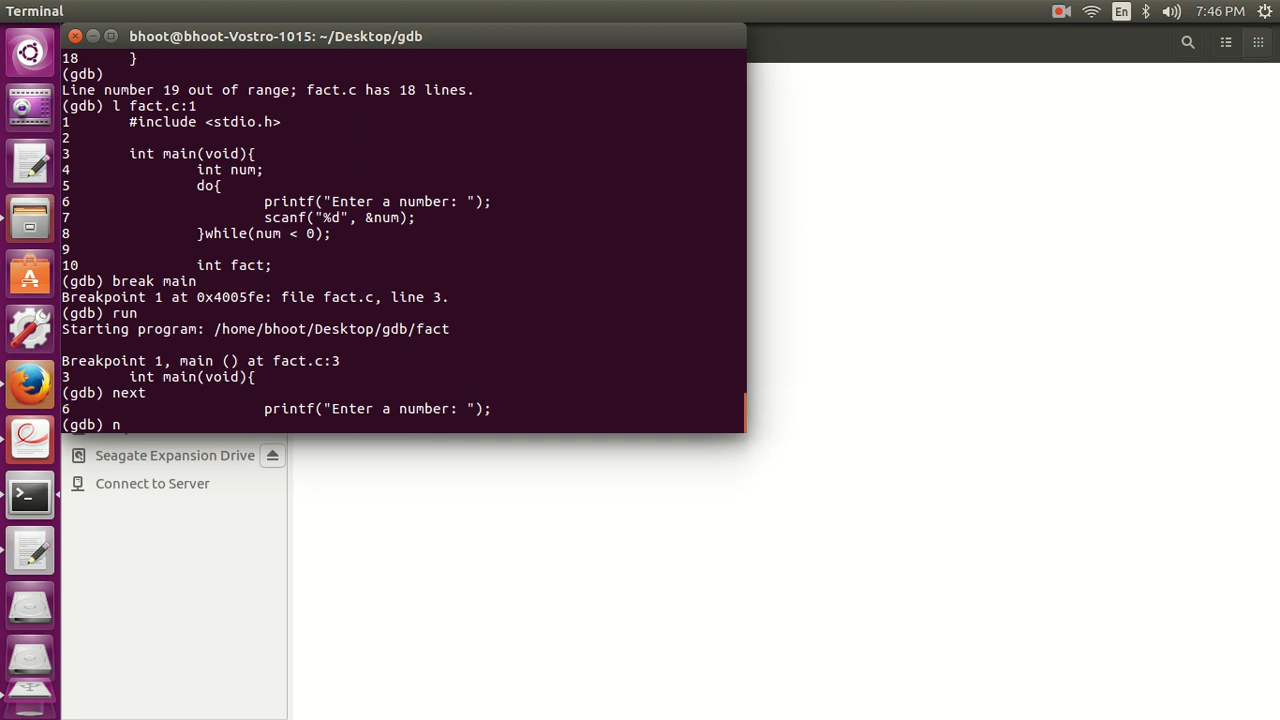 Terminal
En
7:46 PM
bhoot@bhoot-Vostro-1015: ~/Desktop/gdb
18 }
(gdb)
Line number 19 out of range; fact.c has 18 lines.
(gdb) l fact.c:1
1 #include <stdio.h>
2
3 int main(void){
4 int num;
5 do{
6 printf("Enter a number: ");
7 scanf("%d", &num);
8 }while(num < 0);
9
10 int fact;
(gdb) break main
Breakpoint 1 at 0x4005fe: file fact.c, line 3.
(gdb) run
Starting program: /home/bhoot/Desktop/gdb/fact
Breakpoint 1, main () at fact.c:3
3 int main(void){
(gdb) next
6 printf("Enter a number: ");
(gdb) n
Seagate Expansion Drive
Connect to Server